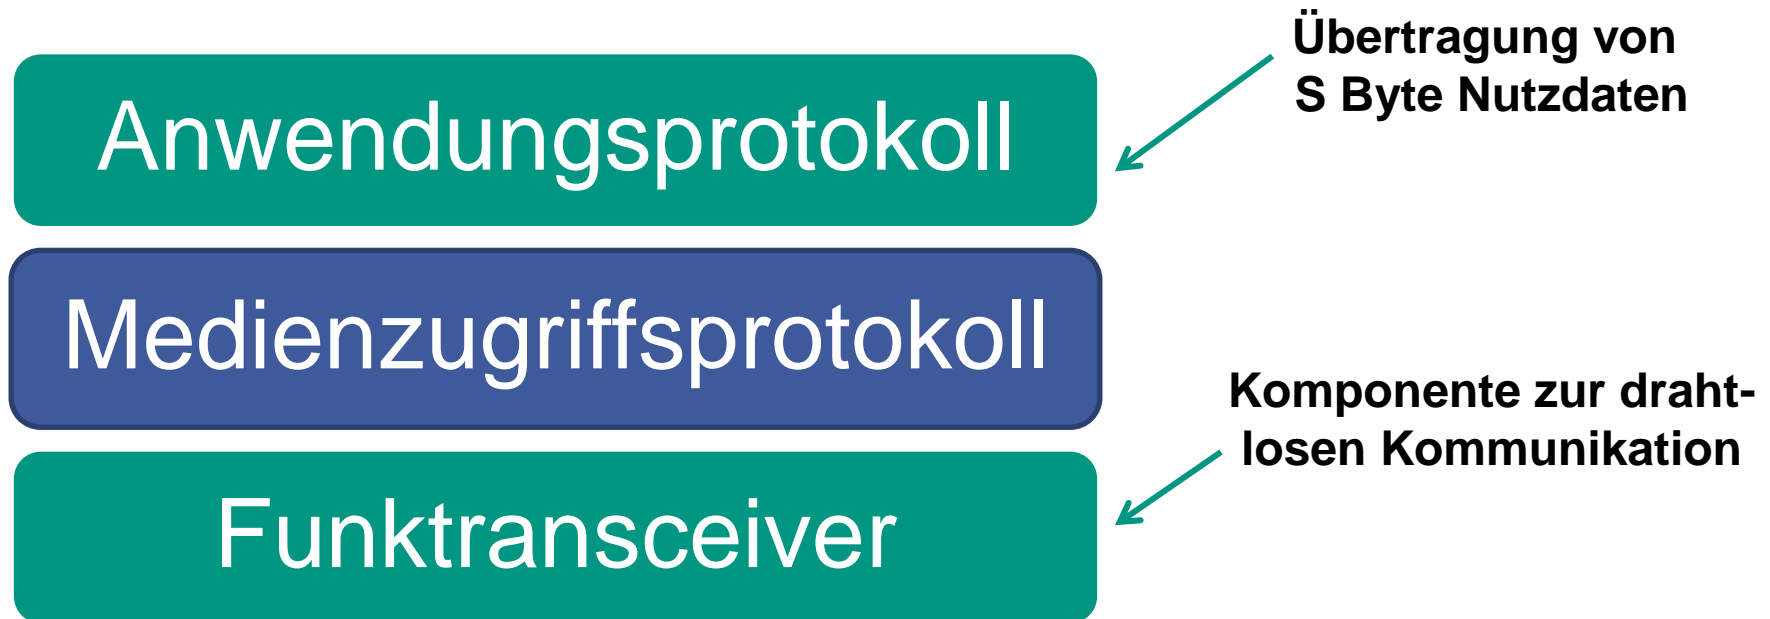 Übertragung von
S Byte Nutzdaten
Anwendungsprotokoll
Medienzugriffsprotokoll
Komponente zur draht-
losen Kommunikation
Funktransceiver